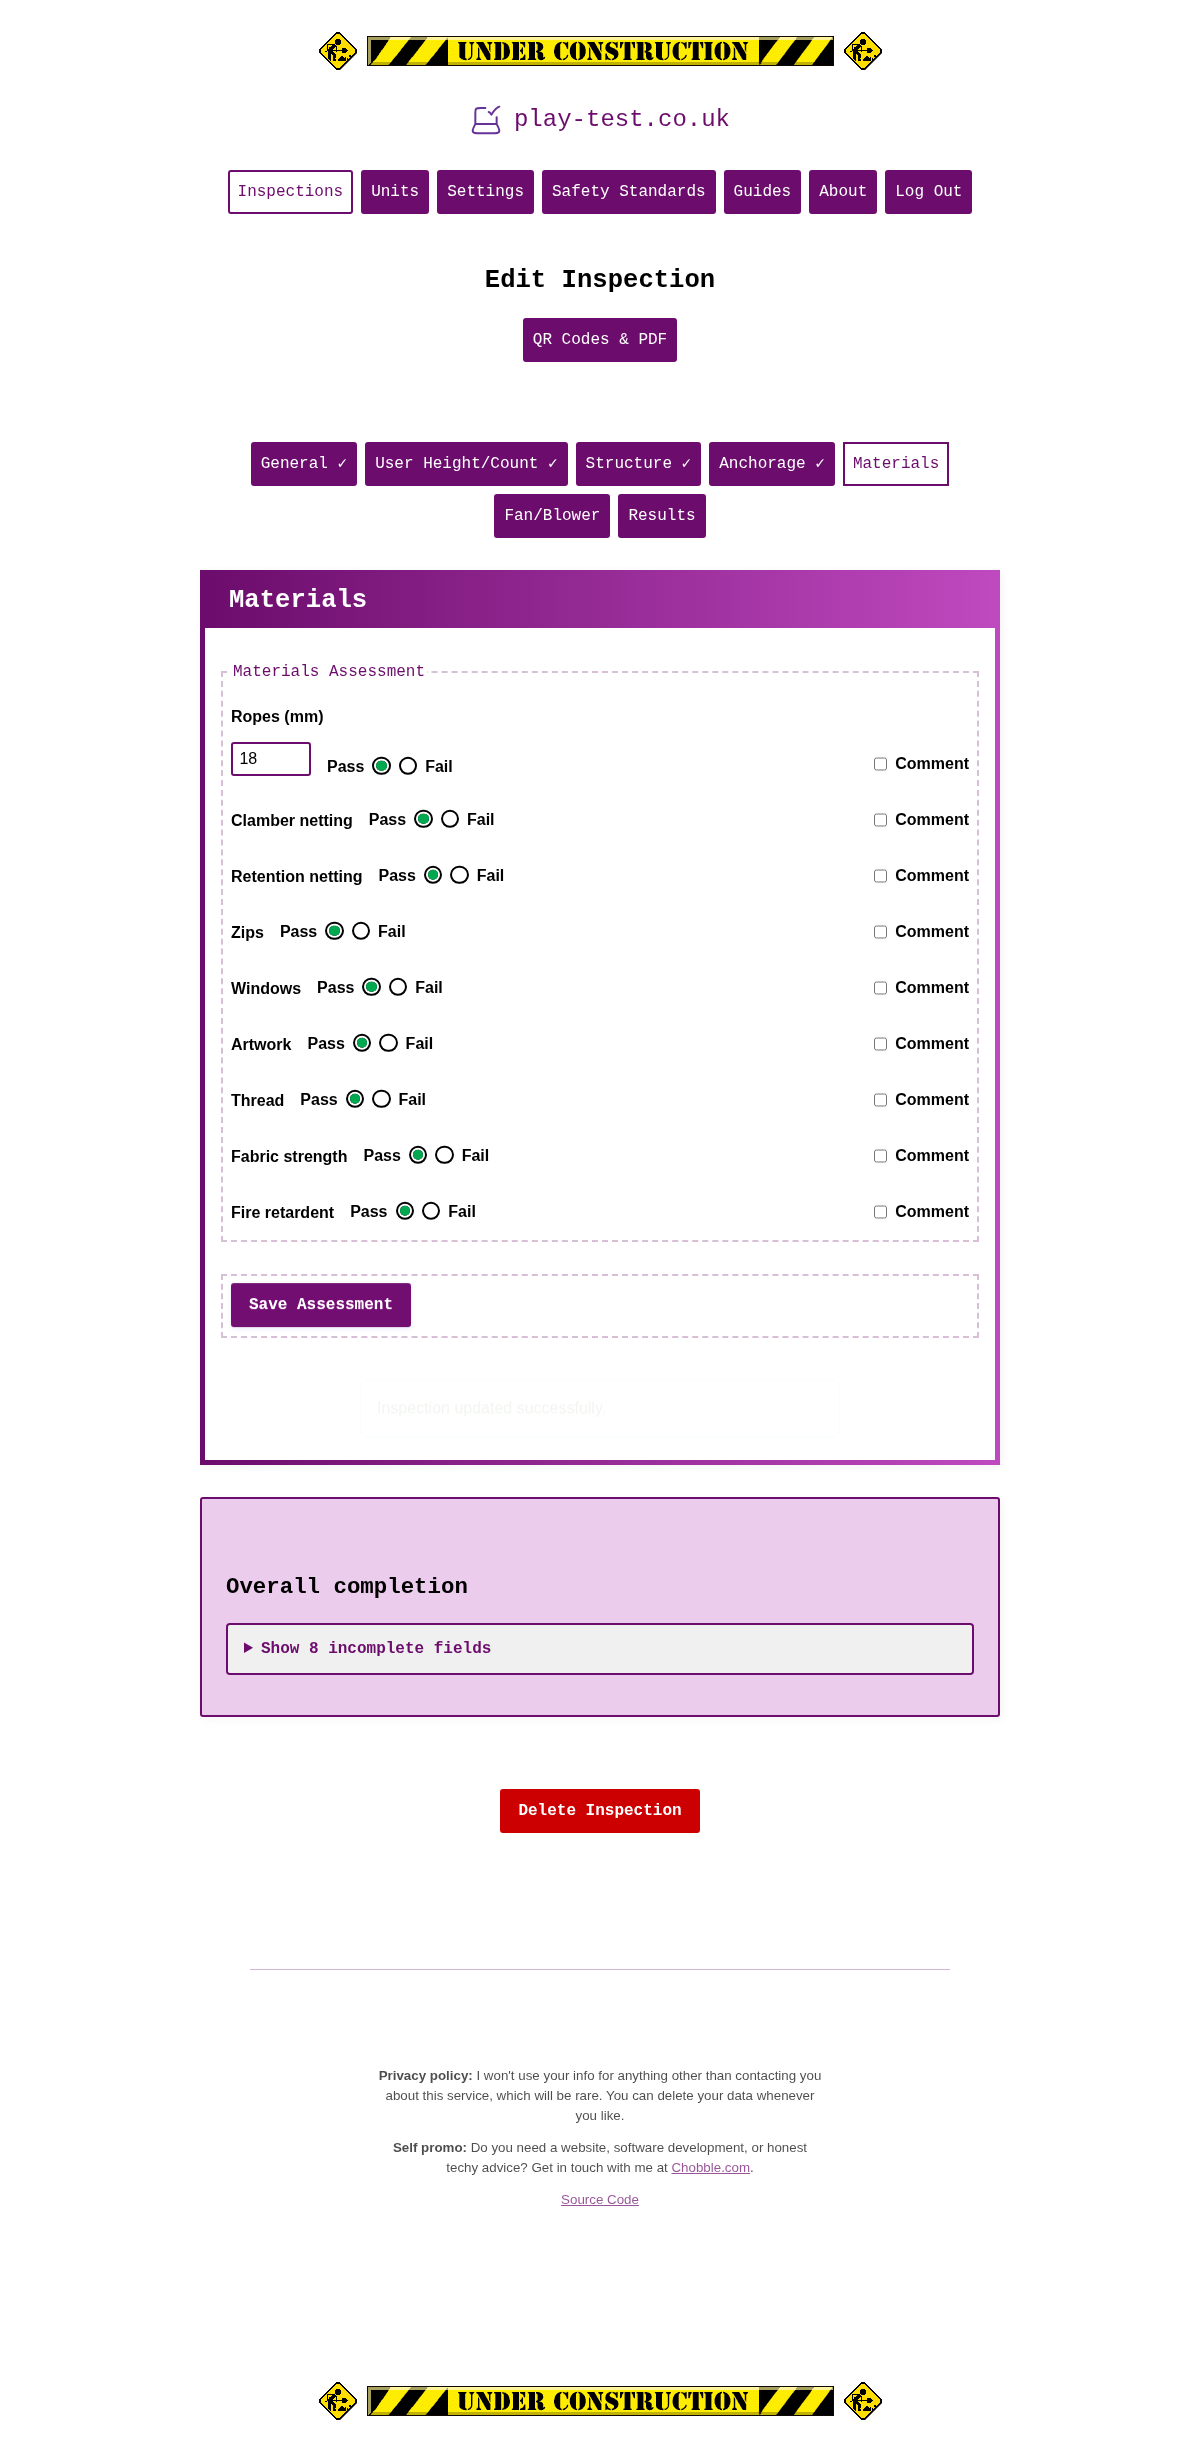 UNDER CONSTRUCTION
play-test.co.uk
Inspections Units Settings Safety Standards Guides About Log Out
Edit Inspection
QR Codes & PDF
General ✓ User Height/Count ✓ Structure ✓ Anchorage ✓ Materials
Fan/Blower Results
Materials
Materials Assessment
Ropes (mm)
18 Pass Fail Comment
Clamber netting Pass Fail Comment
Retention netting Pass Fail Comment
Zips Pass Fail Comment
Windows Pass Fail Comment
Artwork Pass Fail Comment
Thread Pass Fail Comment
Fabric strength Pass Fail Comment
Fire retardent Pass Fail Comment
Save Assessment
Inspection updated successfully.
Overall completion
Show 8 incomplete fields
Delete Inspection
Privacy policy: I won't use your info for anything other than contacting you
about this service, which will be rare. You can delete your data whenever
you like.
Self promo: Do you need a website, software development, or honest
techy advice? Get in touch with me at Chobble.com.
Source Code
UNDER CONSTRUCTION